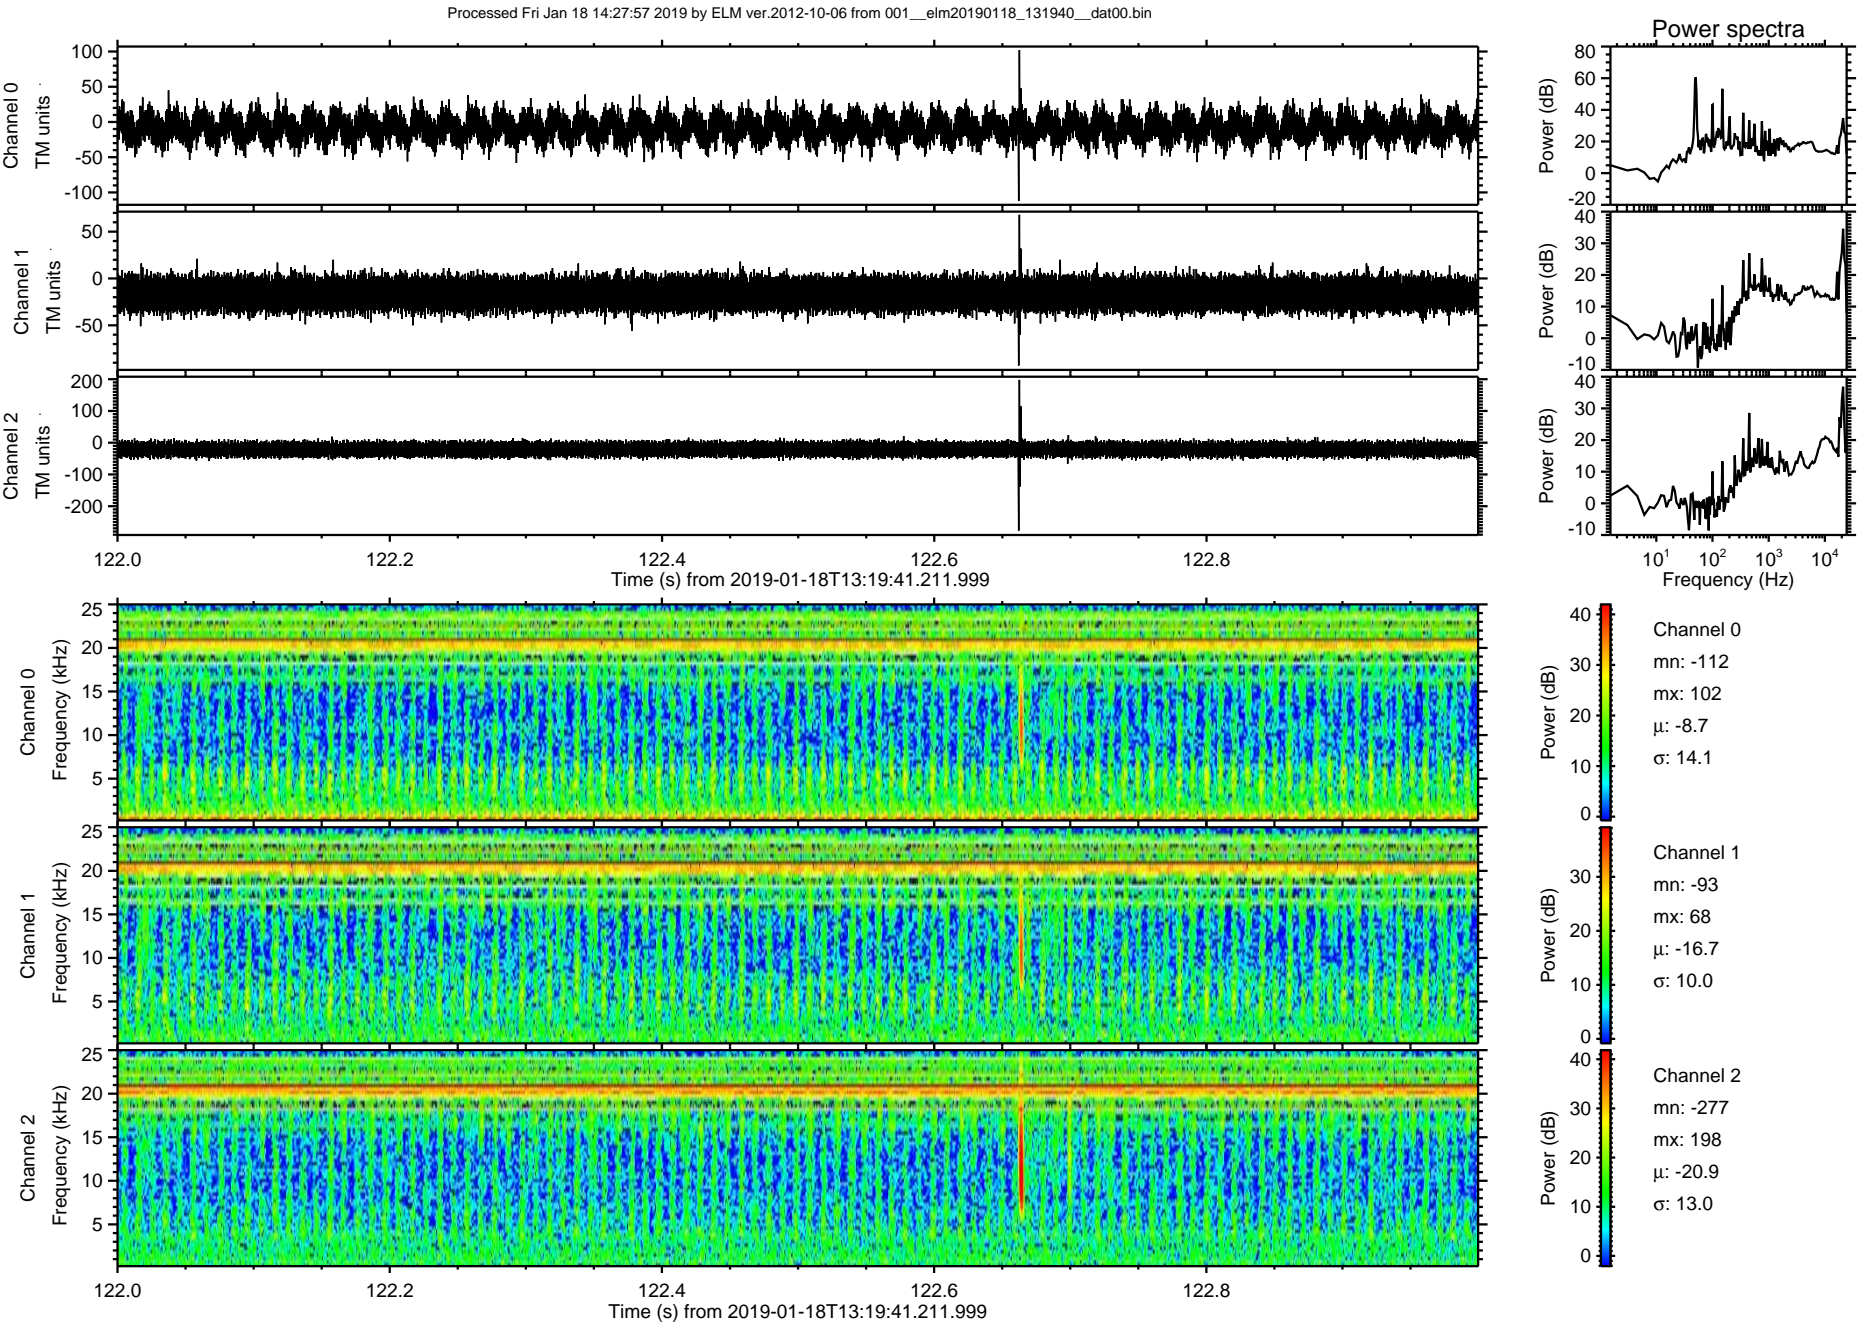 Processed Fri Jan 18 14:27:57 2019 by ELM ver.2012-10-06 from 001__elm20190118_131940__dat00.bin
Power spectra
Channel 0
TM units
100
50
0
-50
-100
Power (dB)
80
60
40
20
0
-20
Channel 1
TM units
50
0
-50
Power (dB)
40
30
20
10
0
-10
Channel 2
TM units
200
100
0
-100
-200
Power (dB)
40
30
20
10
0
-10
122.0 122.2 122.4 122.6 122.8
Time (s) from 2019-01-18T13:19:41.211.999
10¹ 10² 10³ 10⁴
Frequency (Hz)
Channel 0
Frequency (kHz)
25
20
15
10
5
Power (dB)
40
30
20
10
0
Channel 0
mn: -112
mx: 102
μ: -8.7
σ: 14.1
Channel 1
Frequency (kHz)
25
20
15
10
5
Power (dB)
30
20
10
0
Channel 1
mn: -93
mx: 68
μ: -16.7
σ: 10.0
Channel 2
Frequency (kHz)
25
20
15
10
5
Power (dB)
40
30
20
10
0
Channel 2
mn: -277
mx: 198
μ: -20.9
σ: 13.0
122.0 122.2 122.4 122.6 122.8
Time (s) from 2019-01-18T13:19:41.211.999